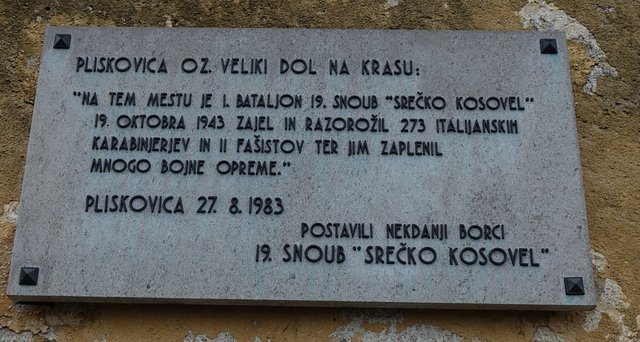 PLISKOVICA OZ. VELIKI DOL NA KRASU:
"NA TEM MESTU JE I. BATALJON 19. SNOUB "SREČKO KOSOVEL"
19. OKTOBRA 1943 ZAJEL IN RAZOROŽIL 273 ITALIJANSKIH
KARABINJERJEV IN II FAŠISTOV TER JIM ZAPLENIL
MNOGO BOJNE OPREME."
PLISKOVICA 27. 8. 1983
POSTAVILI NEKDANJI BORCI
19. SNOUB "SREČKO KOSOVEL"